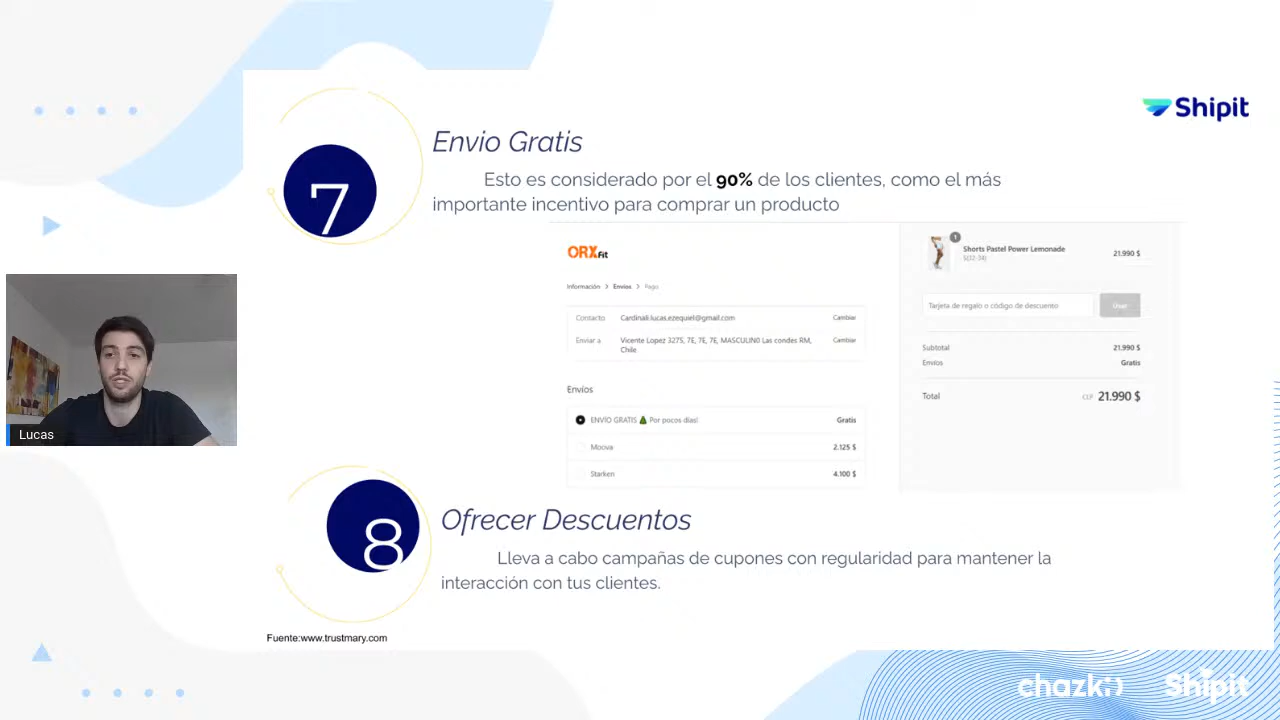 Shipit
7
Envio Gratis
Esto es considerado por el 90% de los clientes, como el más
importante incentivo para comprar un producto
ORXfit
Información > Envíos > Pago
Contacto Cardinali.lucas.ezequiel@gmail.com Cambiar
Enviar a Vicente Lopez 3275, 7E, 7E, 7E, MASCULINO Las condes RM, Cambiar
Chile
Envíos
ENVÍO GRATIS Por pocos días! Gratis
Moova 2.125 $
Starken 4.100 $
1
Shorts Pastel Power Lemonade 21.990 $
S(32-34)
Tarjeta de regalo o código de descuento Usar
Subtotal 21.990 $
Envíos Gratis
Total CLP 21.990 $
Lucas
8
Ofrecer Descuentos
Lleva a cabo campañas de cupones con regularidad para mantener la
interacción con tus clientes.
Fuente:www.trustmary.com
chazki Shipit